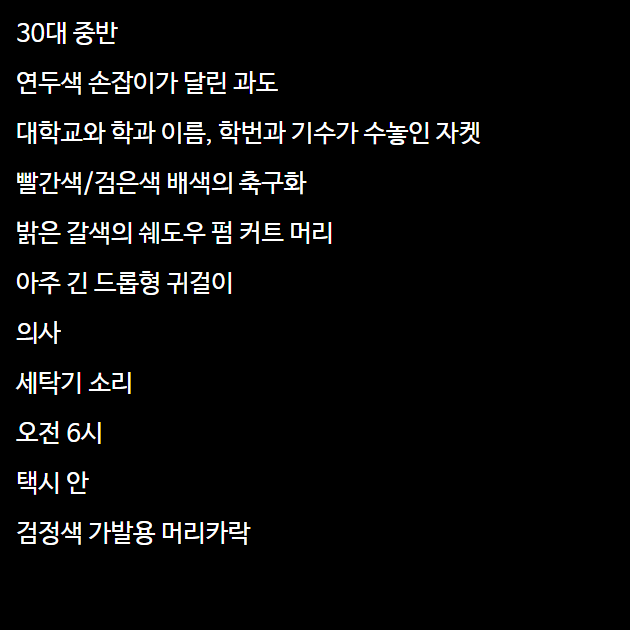 30대 중반
연두색 손잡이가 달린 과도
대학교와 학과 이름, 학번과 기수가 수놓인 자켓
빨간색/검은색 배색의 축구화
밝은 갈색의 쉐도우 펌 커트 머리
아주 긴 드롭형 귀걸이
의사
세탁기 소리
오전 6시
택시 안
검정색 가발용 머리카락